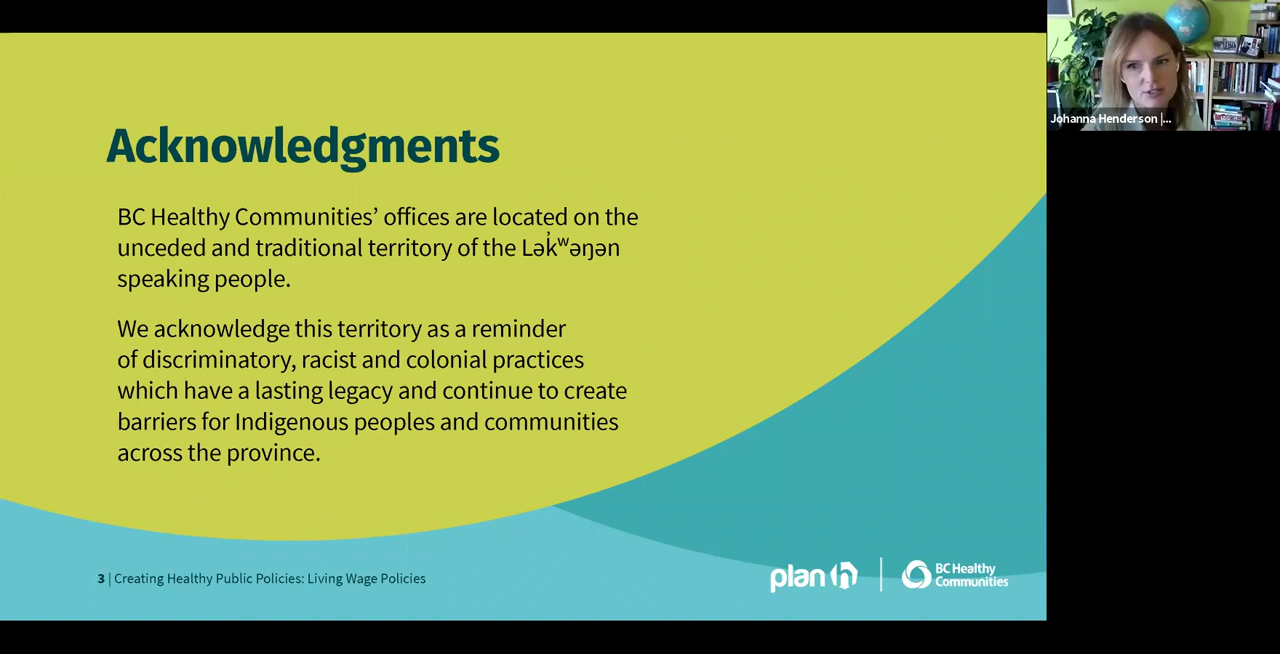 Acknowledgments
BC Healthy Communities’ offices are located on the
unceded and traditional territory of the Lək̓ʷəŋən
speaking people.
We acknowledge this territory as a reminder
of discriminatory, racist and colonial practices
which have a lasting legacy and continue to create
barriers for Indigenous peoples and communities
across the province.
3 | Creating Healthy Public Policies: Living Wage Policies
plan h
BC Healthy
Communities
Johanna Henderson |...